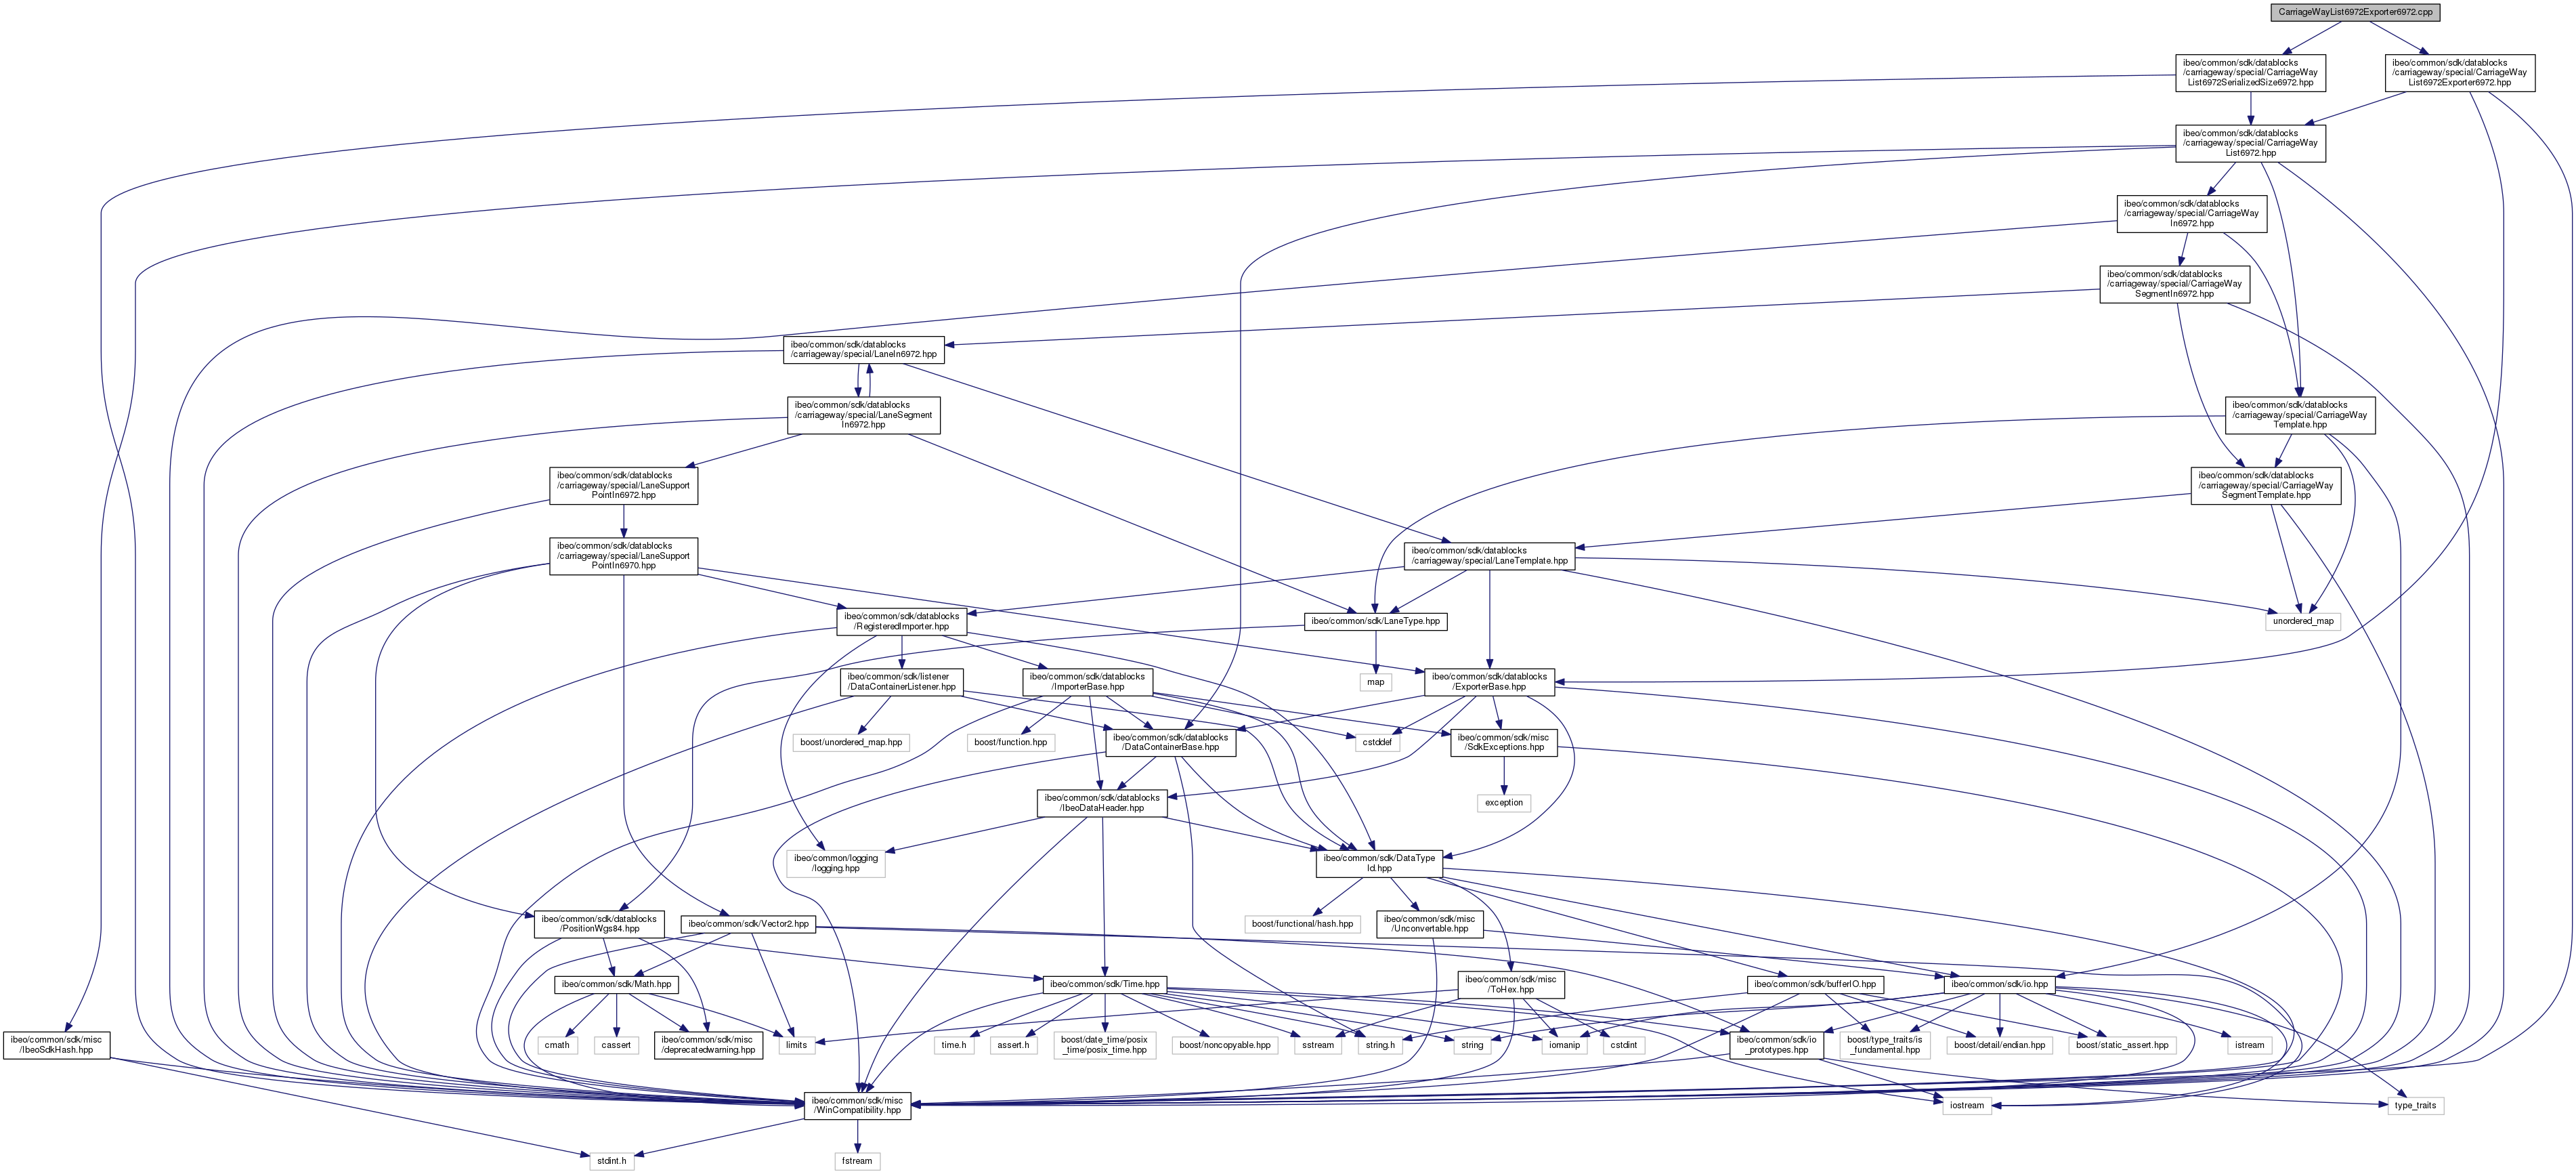 CarriageWayList6972Exporter6972.cpp
ibeo/common/sdk/datablocks
/carriageway/special/CarriageWay
List6972SerializedSize6972.hpp
ibeo/common/sdk/datablocks
/carriageway/special/CarriageWay
List6972Exporter6972.hpp
ibeo/common/sdk/datablocks
/carriageway/special/CarriageWay
List6972.hpp
ibeo/common/sdk/datablocks
/carriageway/special/CarriageWay
In6972.hpp
ibeo/common/sdk/datablocks
/carriageway/special/CarriageWay
SegmentIn6972.hpp
ibeo/common/sdk/datablocks
/carriageway/special/LaneIn6972.hpp
ibeo/common/sdk/datablocks
/carriageway/special/LaneSegment
In6972.hpp
ibeo/common/sdk/datablocks
/carriageway/special/CarriageWay
Template.hpp
ibeo/common/sdk/datablocks
/carriageway/special/LaneSupport
PointIn6972.hpp
ibeo/common/sdk/datablocks
/carriageway/special/CarriageWay
SegmentTemplate.hpp
ibeo/common/sdk/datablocks
/carriageway/special/LaneSupport
PointIn6970.hpp
ibeo/common/sdk/datablocks
/carriageway/special/LaneTemplate.hpp
ibeo/common/sdk/datablocks
/RegisteredImporter.hpp
ibeo/common/sdk/LaneType.hpp
unordered_map
ibeo/common/sdk/listener
/DataContainerListener.hpp
ibeo/common/sdk/datablocks
/ImporterBase.hpp
map
ibeo/common/sdk/datablocks
/ExporterBase.hpp
boost/unordered_map.hpp
boost/function.hpp
ibeo/common/sdk/datablocks
/DataContainerBase.hpp
cstddef
ibeo/common/sdk/misc
/SdkExceptions.hpp
ibeo/common/sdk/datablocks
/IbeoDataHeader.hpp
exception
ibeo/common/logging
/logging.hpp
ibeo/common/sdk/DataType
Id.hpp
ibeo/common/sdk/datablocks
/PositionWgs84.hpp
ibeo/common/sdk/Vector2.hpp
boost/functional/hash.hpp
ibeo/common/sdk/misc
/Unconvertable.hpp
ibeo/common/sdk/Math.hpp
ibeo/common/sdk/Time.hpp
ibeo/common/sdk/misc
/ToHex.hpp
ibeo/common/sdk/bufferIO.hpp
ibeo/common/sdk/io.hpp
ibeo/common/sdk/misc
/IbeoSdkHash.hpp
cmath
cassert
ibeo/common/sdk/misc
/deprecatedwarning.hpp
limits
time.h
assert.h
boost/date_time/posix
_time/posix_time.hpp
boost/noncopyable.hpp
sstream
string.h
string
iomanip
cstdint
ibeo/common/sdk/io
_prototypes.hpp
boost/type_traits/is
_fundamental.hpp
boost/detail/endian.hpp
boost/static_assert.hpp
istream
ibeo/common/sdk/misc
/WinCompatibility.hpp
iostream
type_traits
stdint.h
fstream